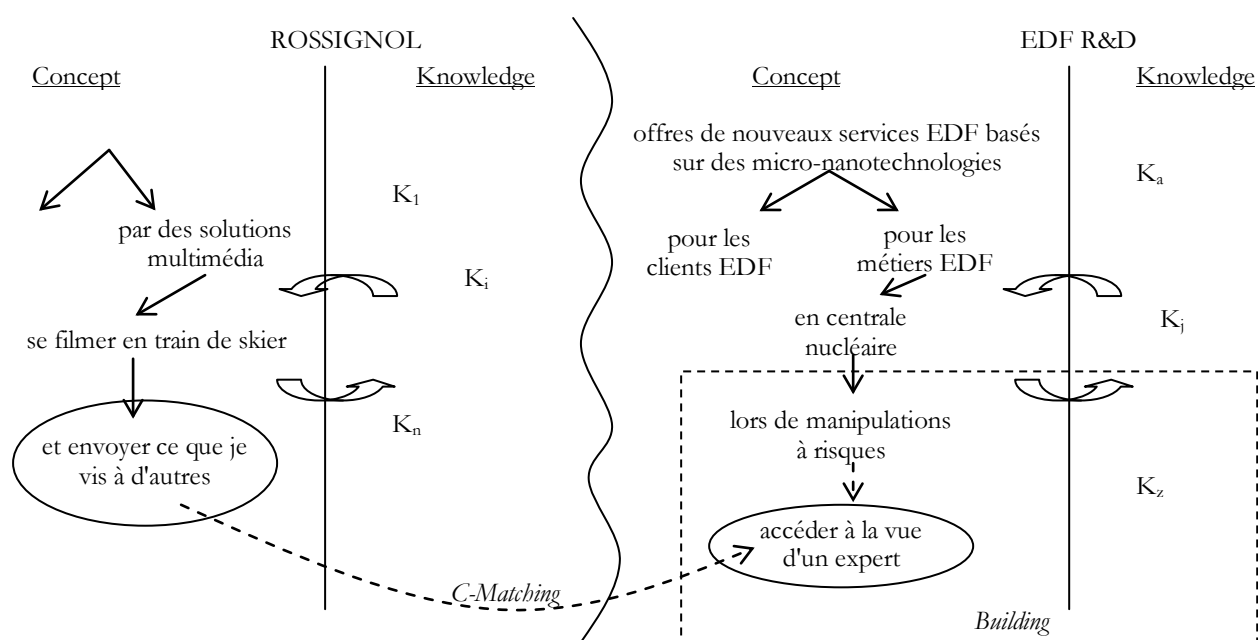 ROSSIGNOL
Concept
Knowledge
K1
par des solutions
multimédia
Ki
se filmer en train de skier
Kn
et envoyer ce que je
vis à d'autres
C-Matching
EDF R&D
Concept
Knowledge
offres de nouveaux services EDF basés
sur des micro-nanotechnologies
Ka
pour les
clients EDF
pour les
métiers EDF
en centrale
nucléaire
Kj
lors de manipulations
à risques
Kz
accéder à la vue
d'un expert
Building